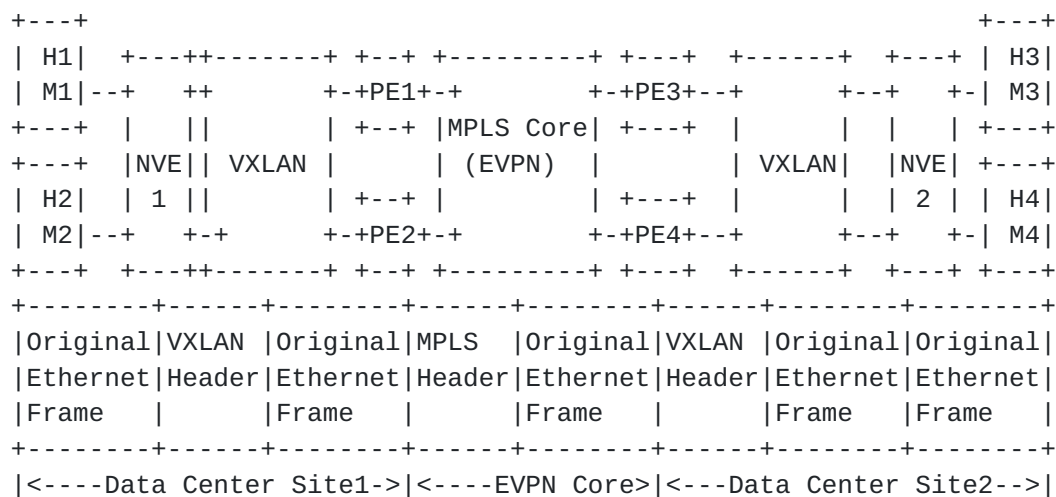 +---+                                                       +---+
| H1|  +---++-------+ +--+ +---------+ +---+  +------+  +---+ | H3|
| M1|--+   ++       +-+PE1+-+         +-+PE3+--+      +--+   +-| M3|
+---+  |   ||       | +--+ |MPLS Core| +---+  |      |  |   | +---+
+---+  |NVE|| VXLAN |      | (EVPN)  |        | VXLAN|  |NVE| +---+
| H2|  | 1 ||       | +--+ |         | +---+  |      |  | 2 | | H4|
| M2|--+   +-+      +-+PE2+-+         +-+PE4+--+      +--+   +-| M4|
+---+  +---++-------+ +--+ +---------+ +---+  +------+  +---+ +---+
+--------+------+--------+------+--------+------+--------+--------+
|Original|VXLAN |Original|MPLS  |Original|VXLAN |Original|Original|
|Ethernet|Header|Ethernet|Header|Ethernet|Header|Ethernet|Ethernet|
|Frame   |      |Frame   |      |Frame   |      |Frame   |Frame   |
+--------+------+--------+------+--------+------+--------+--------+
|<----Data Center Site1->|<----EVPN Core>|<---Data Center Site2-->|